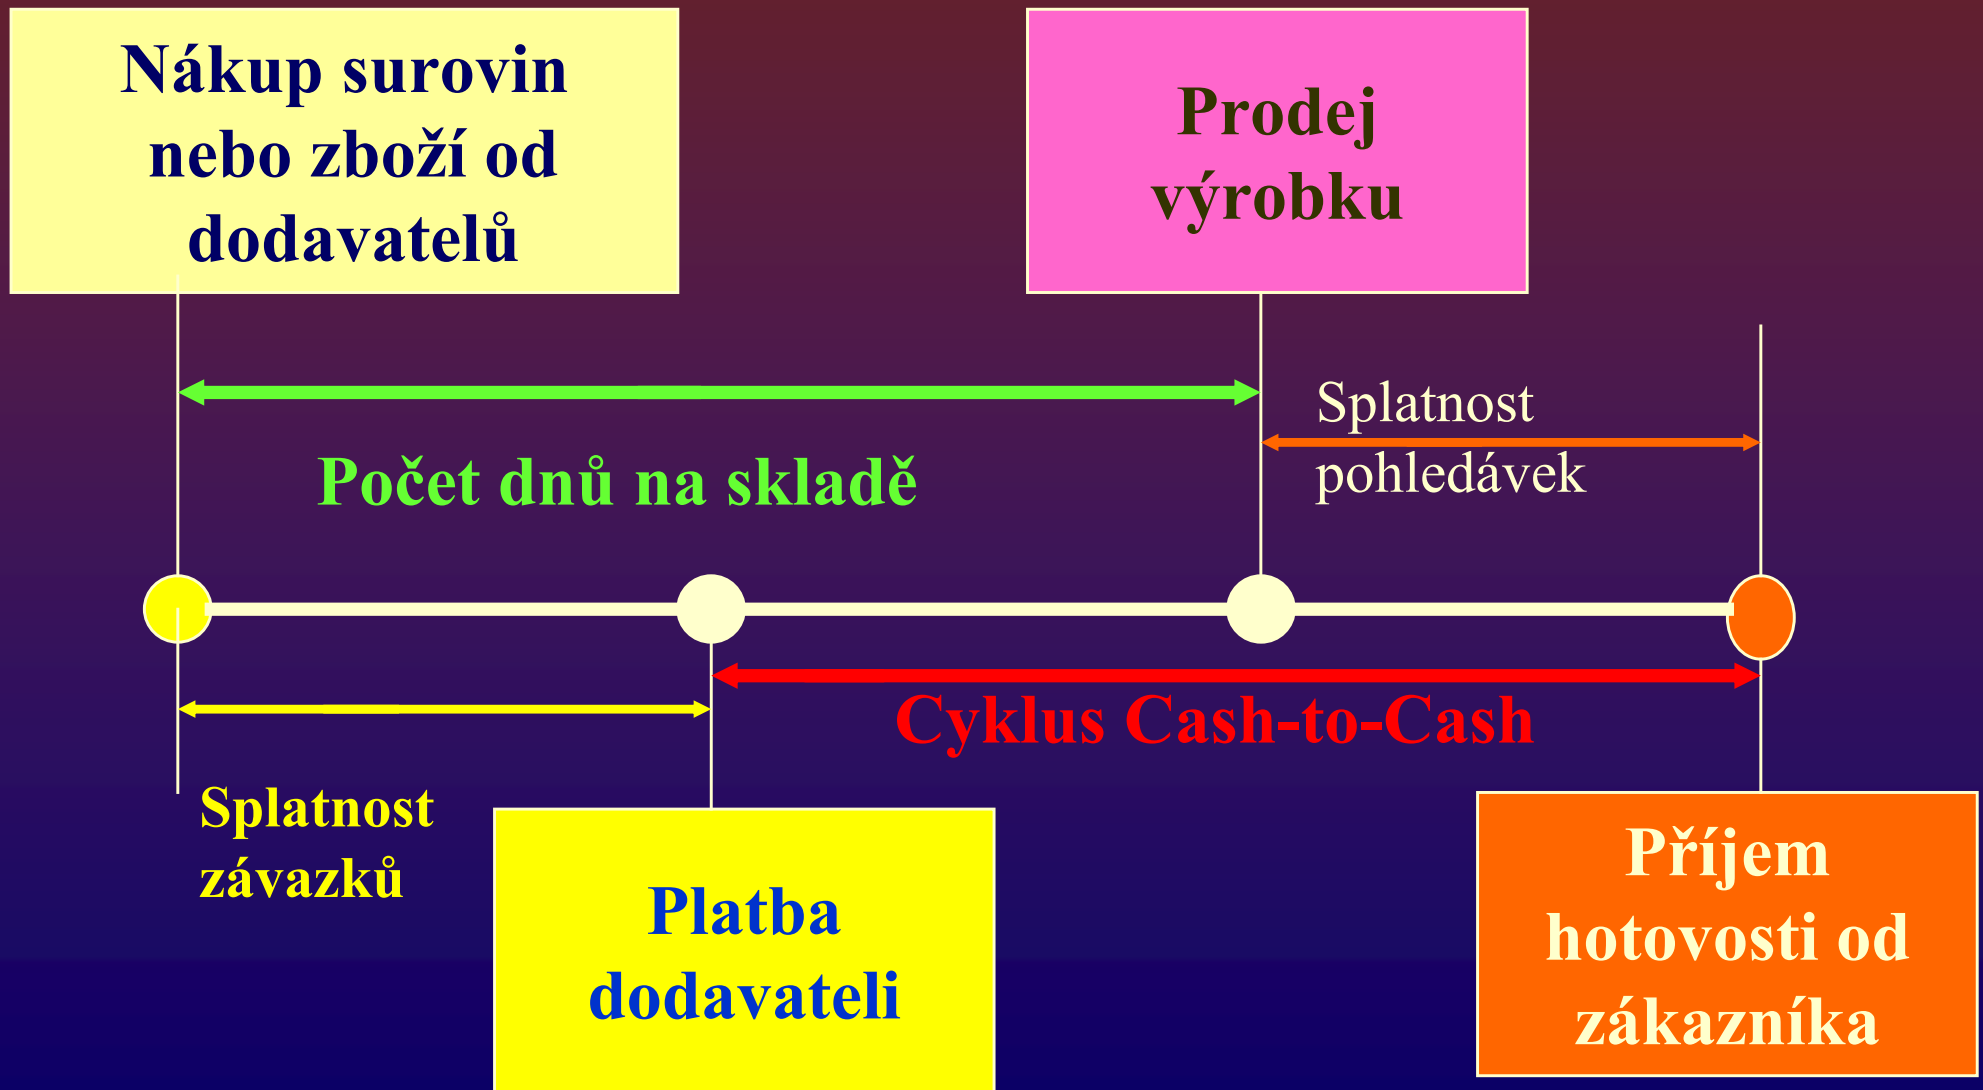 Nákup surovin
nebo zboží od
dodavatelů
Prodej
výrobku
Splatnost
pohledávek
Počet dnů na skladě
Cyklus Cash-to-Cash
Splatnost
závazků
Platba
dodavateli
Příjem
hotovosti od
zákazníka